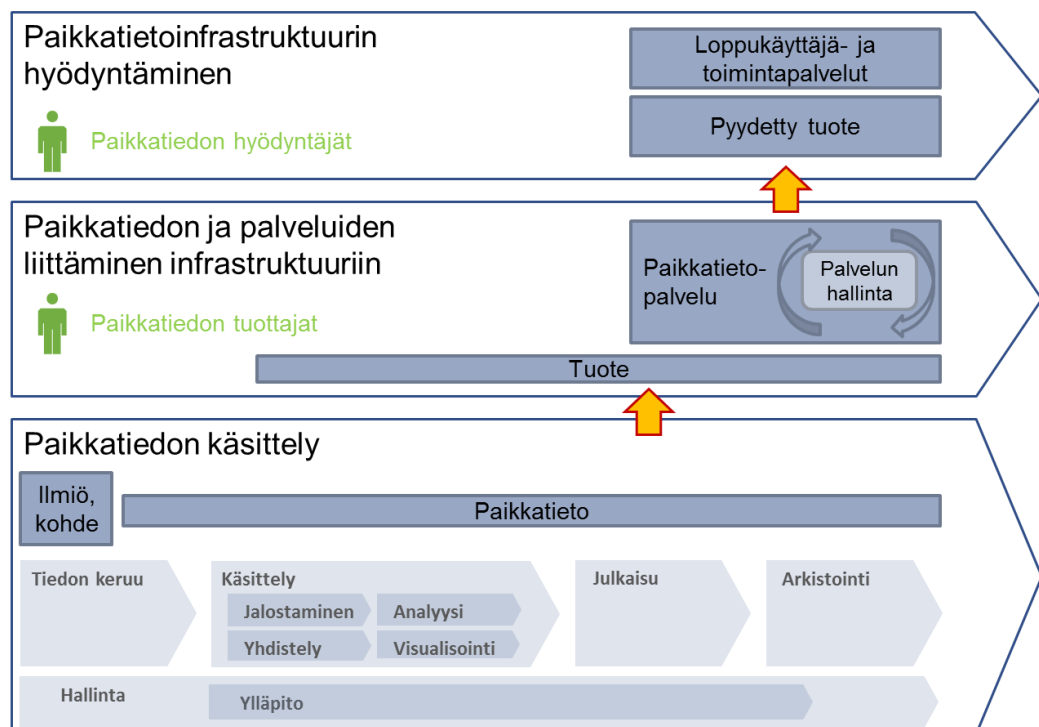 Paikkatietoinfrastruktuurin
hyödyntäminen
Paikkatiedon hyödyntäjät
Loppukäyttäjä- ja
toimintapalvelut
Pyydetty tuote
Paikkatiedon ja palveluiden
liittäminen infrastruktuuriin
Paikkatiedon tuottajat
Paikkatieto-
palvelu
Palvelun
hallinta
Tuote
Paikkatiedon käsittely
Ilmiö,
kohde
Paikkatieto
Tiedon keruu
Käsittely
Jalostaminen
Analyysi
Yhdistely
Visualisointi
Julkaisu
Arkistointi
Hallinta
Ylläpito